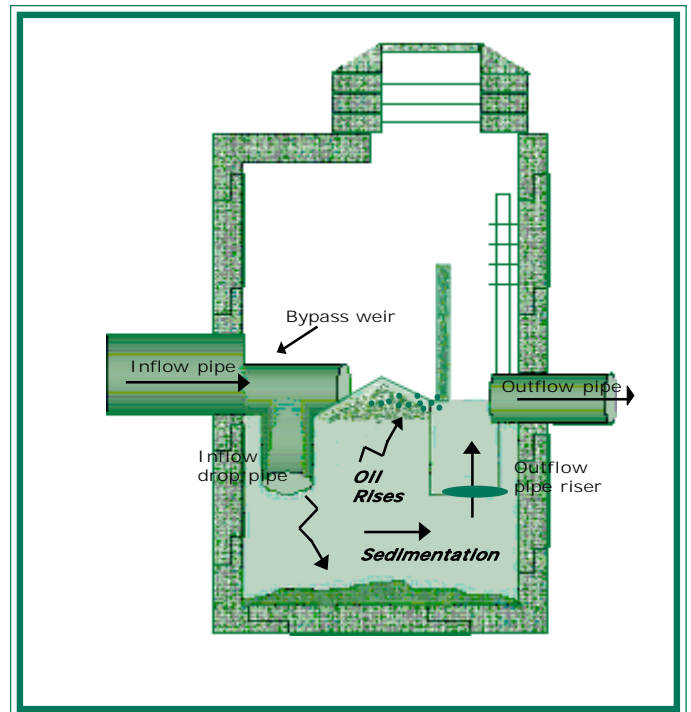 Bypass weir
Inflow pipe
Outflow pipe
Inflow
drop pipe
Oil
Rises
Outflow
pipe riser
Sedimentation